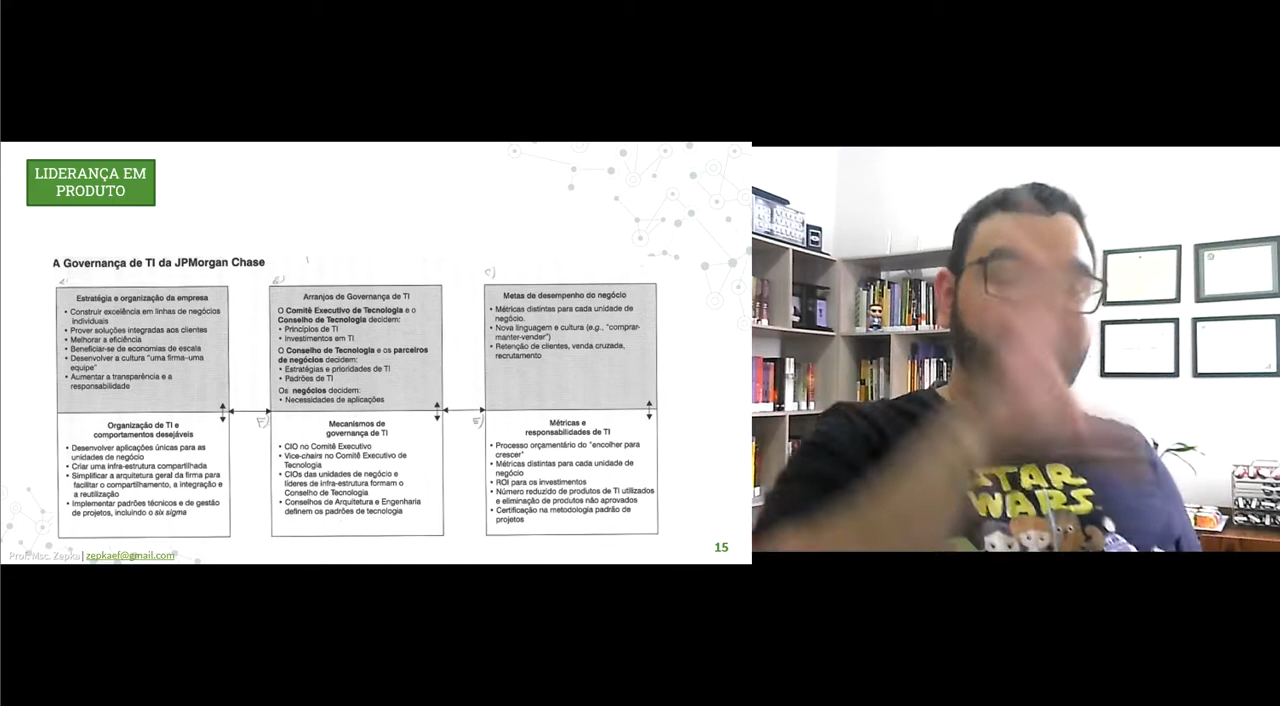 LIDERANÇA EM
PRODUTO
A Governança de TI da JPMorgan Chase
Estratégia e organização da empresa
• Construir excelência em linhas de negócios
individuais
• Prover soluções integradas aos clientes
• Melhorar a eficiência
• Beneficiar-se de economias de escala
• Desenvolver a cultura "uma firma-uma
equipe"
• Aumentar a transparência e a
responsabilidade
Organização de TI e
comportamentos desejáveis
• Desenvolver aplicações únicas para as
unidades de negócio
• Criar uma infra-estrutura compartilhada
• Simplificar a arquitetura geral da firma para
facilitar o compartilhamento, a integração e
a reutilização
• Implementar padrões técnicos e de gestão
de projetos, incluindo o six sigma
Arranjos de Governança de TI
O Comitê Executivo de Tecnologia e o
Conselho de Tecnologia decidem:
• Princípios de TI
• Investimentos em TI
O Conselho de Tecnologia e os parceiros
de negócios decidem:
• Estratégias e prioridades de TI
• Padrões de TI
Os negócios decidem:
• Necessidades de aplicações
Mecanismos de
governança de TI
• CIO no Comitê Executivo
• Vice-chairs no Comitê Executivo de
Tecnologia
• CIOs das unidades de negócio e
líderes de infra-estrutura formam o
Conselho de Tecnologia
• Conselhos de Arquitetura e Engenharia
definem os padrões de tecnologia
Metas de desempenho do negócio
• Métricas distintas para cada unidade de
negócio.
• Nova linguagem e cultura (e.g., "comprar-
manter-vender")
• Retenção de clientes, venda cruzada,
recrutamento
Métricas e
responsabilidades de TI
• Processo orçamentário do "encolher para
crescer"
• Métricas distintas para cada unidade de
negócio
• ROI para os investimentos
• Número reduzido de produtos de TI utilizados
e eliminação de produtos não aprovados
• Certificação na metodologia padrão de
projetos
Prof. Msc. Zepka | zepkaef@gmail.com
15
STAR
WARS